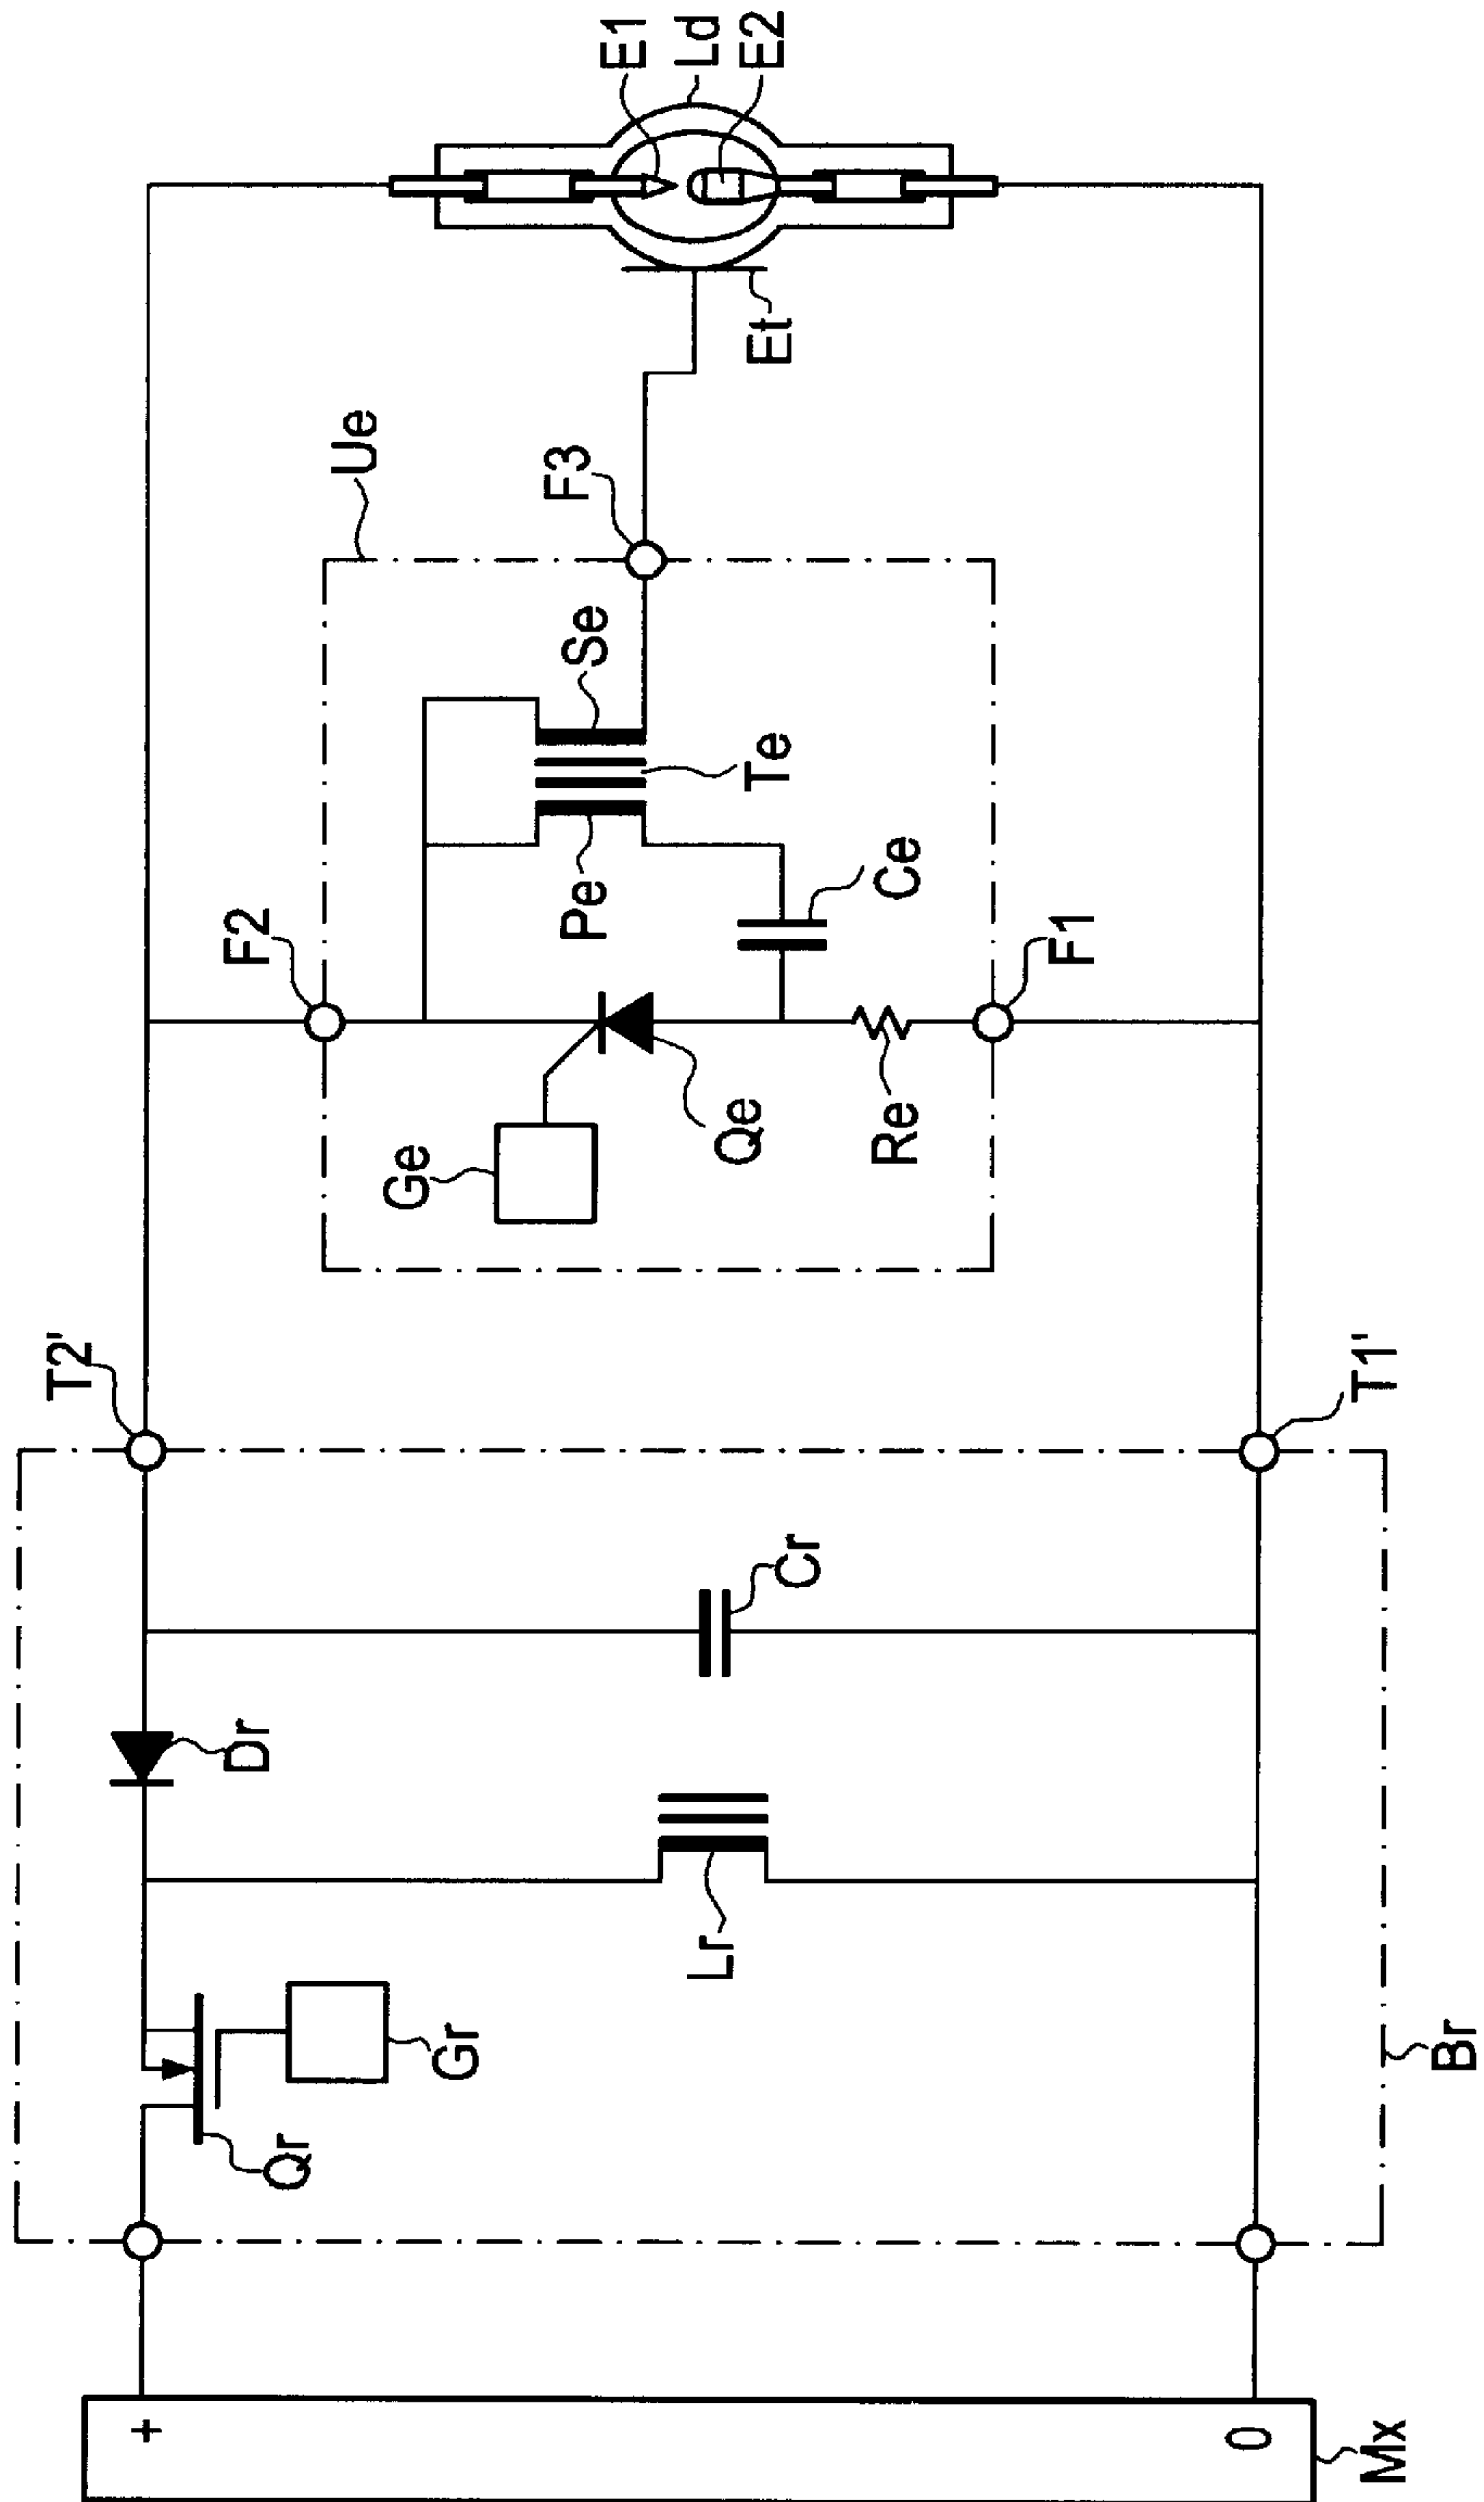 E1
Ld
E2
Et
Ue
F3
Se
Te
Pe
Ce
F2
F1
Qe
Re
Ge
T2'
T1'
Cr
Dr
Lr
Gr
Qr
Br
+
0
Mx